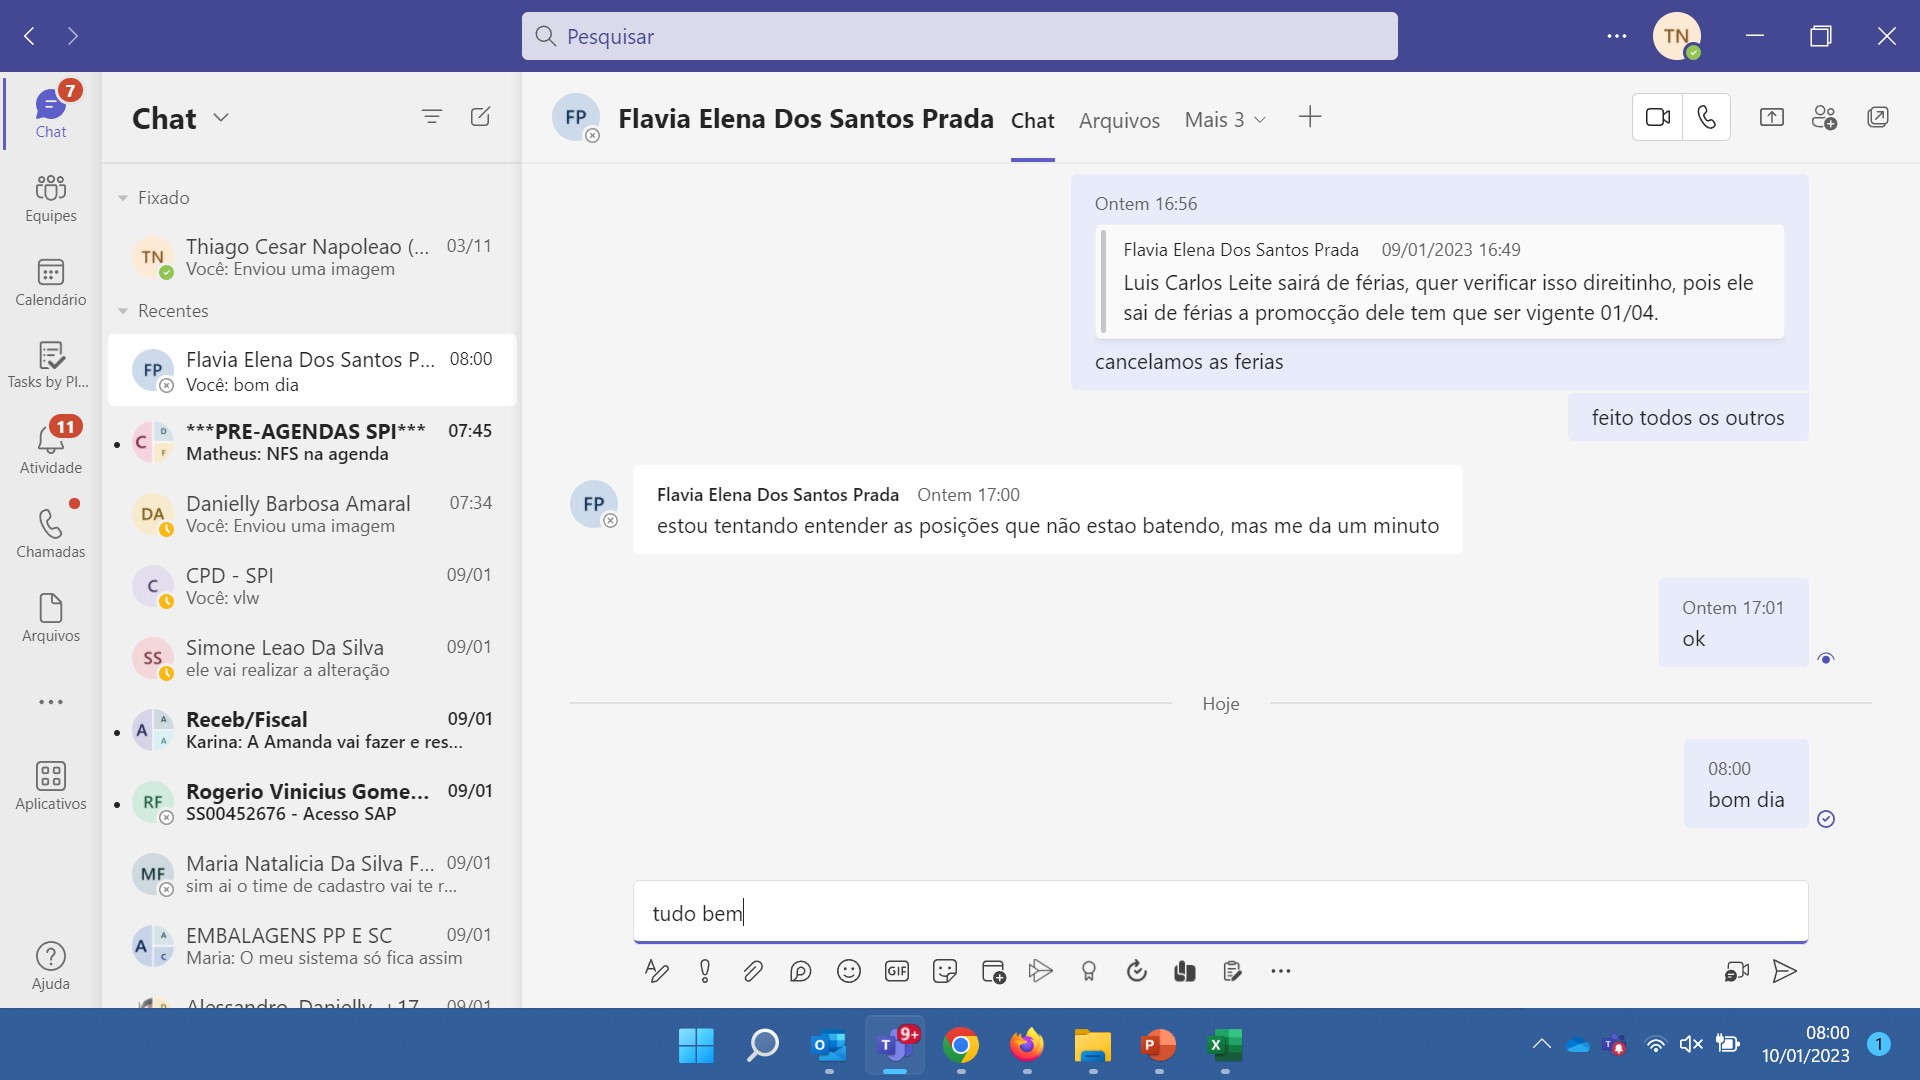 Pesquisar
TN
7
Chat
Equipes
Calendário
Tasks by Pl...
11
Atividade
Chamadas
Arquivos
Aplicativos
Ajuda
Chat
Fixado
TN
Thiago Cesar Napoleao (... 03/11
Você: Enviou uma imagem
Recentes
FP
Flavia Elena Dos Santos P... 08:00
Você: bom dia
C D F
***PRE-AGENDAS SPI*** 07:45
Matheus: NFS na agenda
DA
Danielly Barbosa Amaral 07:34
Você: Enviou uma imagem
C
CPD - SPI 09/01
Você: vlw
SS
Simone Leao Da Silva 09/01
ele vai realizar a alteração
A A A
Receb/Fiscal 09/01
Karina: A Amanda vai fazer e res...
RF
Rogerio Vinicius Gome... 09/01
SS00452676 - Acesso SAP
MF
Maria Natalicia Da Silva F... 09/01
sim ai o time de cadastro vai te r...
A A C
EMBALAGENS PP E SC 09/01
Maria: O meu sistema só fica assim
Alessandro, Danielly, +17 09/01
FP
Flavia Elena Dos Santos Prada Chat Arquivos Mais 3
Ontem 16:56
Flavia Elena Dos Santos Prada 09/01/2023 16:49
Luis Carlos Leite sairá de férias, quer verificar isso direitinho, pois ele
sai de férias a promocção dele tem que ser vigente 01/04.
cancelamos as ferias
feito todos os outros
FP
Flavia Elena Dos Santos Prada Ontem 17:00
estou tentando entender as posições que não estao batendo, mas me da um minuto
Ontem 17:01
ok
Hoje
08:00
bom dia
tudo bem
GIF
9+
08:00
10/01/2023
1